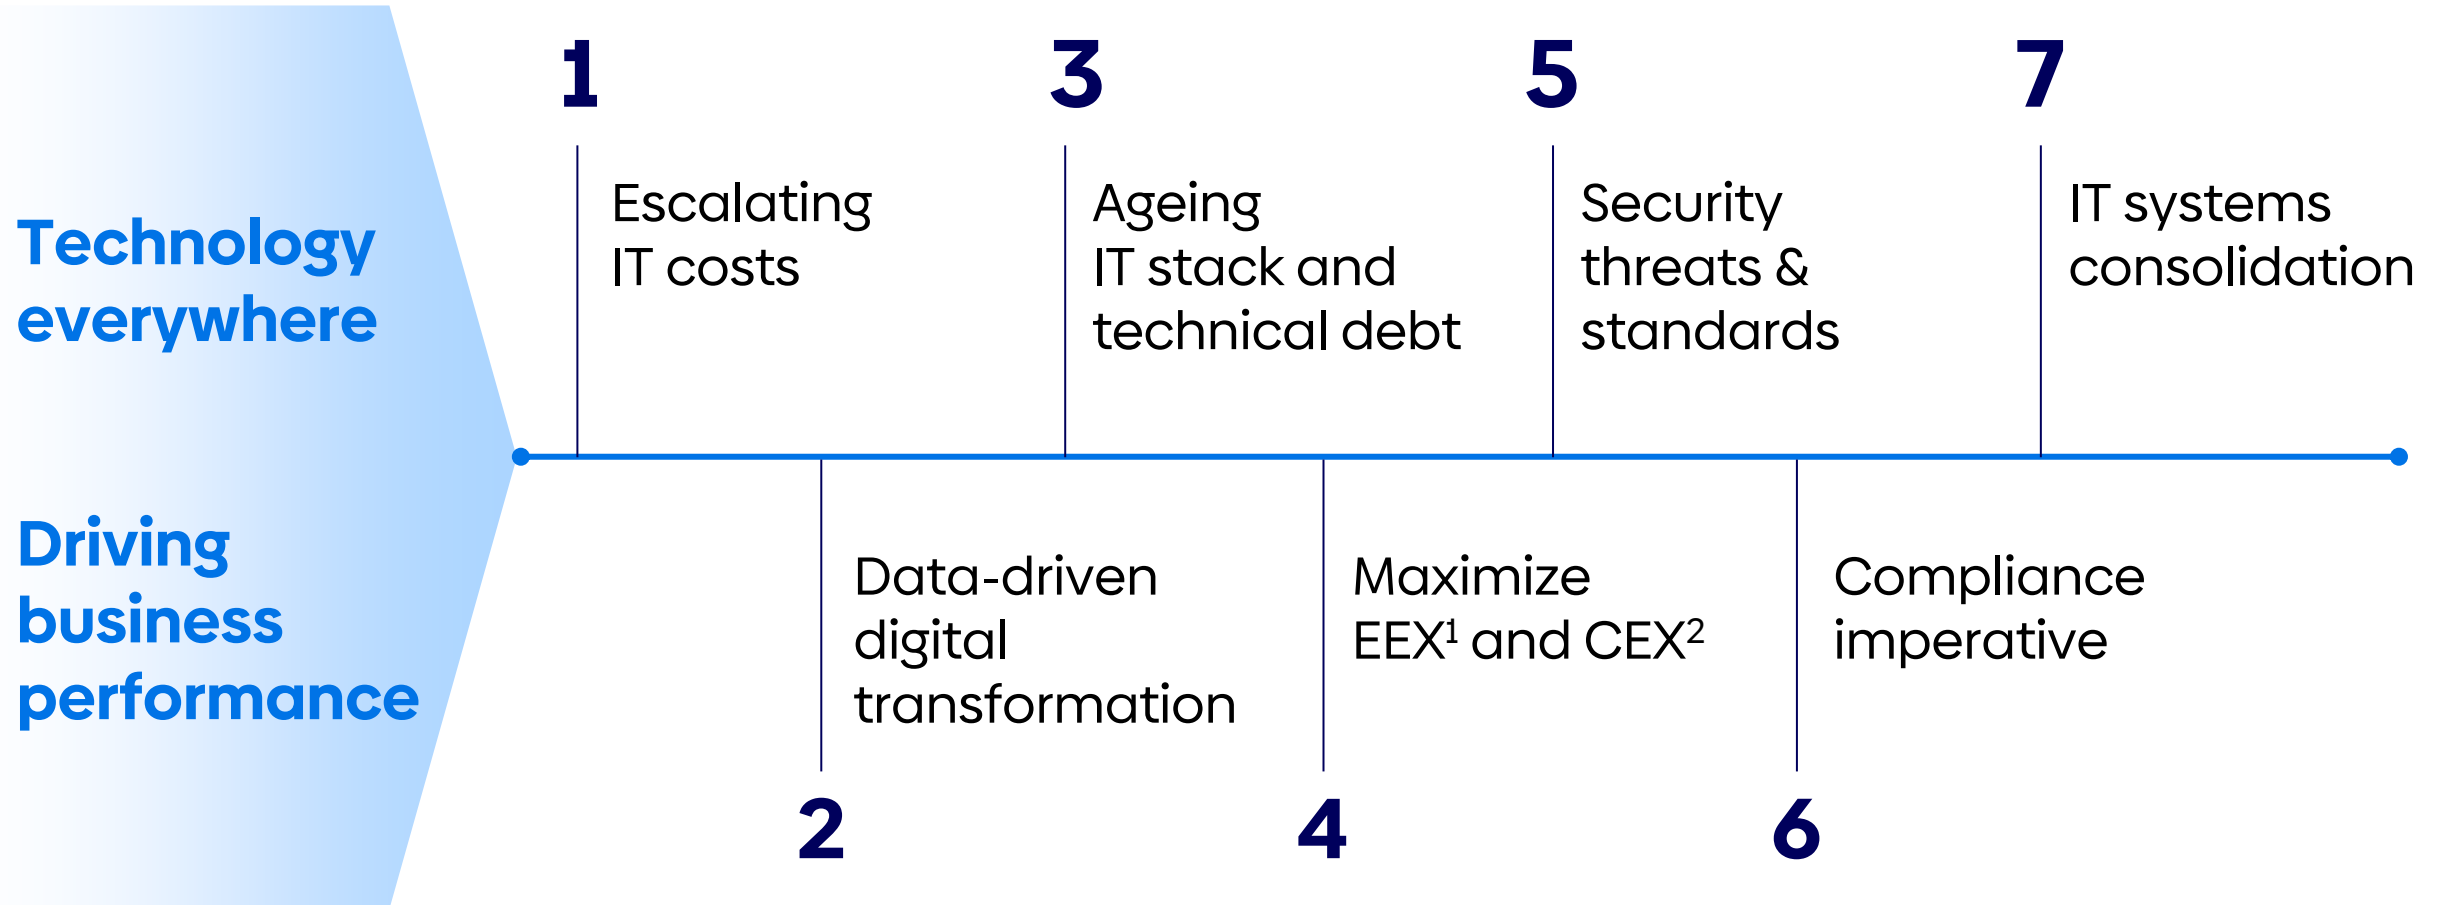 Technology
everywhere
Driving
business
performance
1
Escalating
IT costs
2
Data-driven
digital
transformation
3
Ageing
IT stack and
technical debt
4
Maximize
EEX¹ and CEX²
5
Security
threats &
standards
6
Compliance
imperative
7
IT systems
consolidation